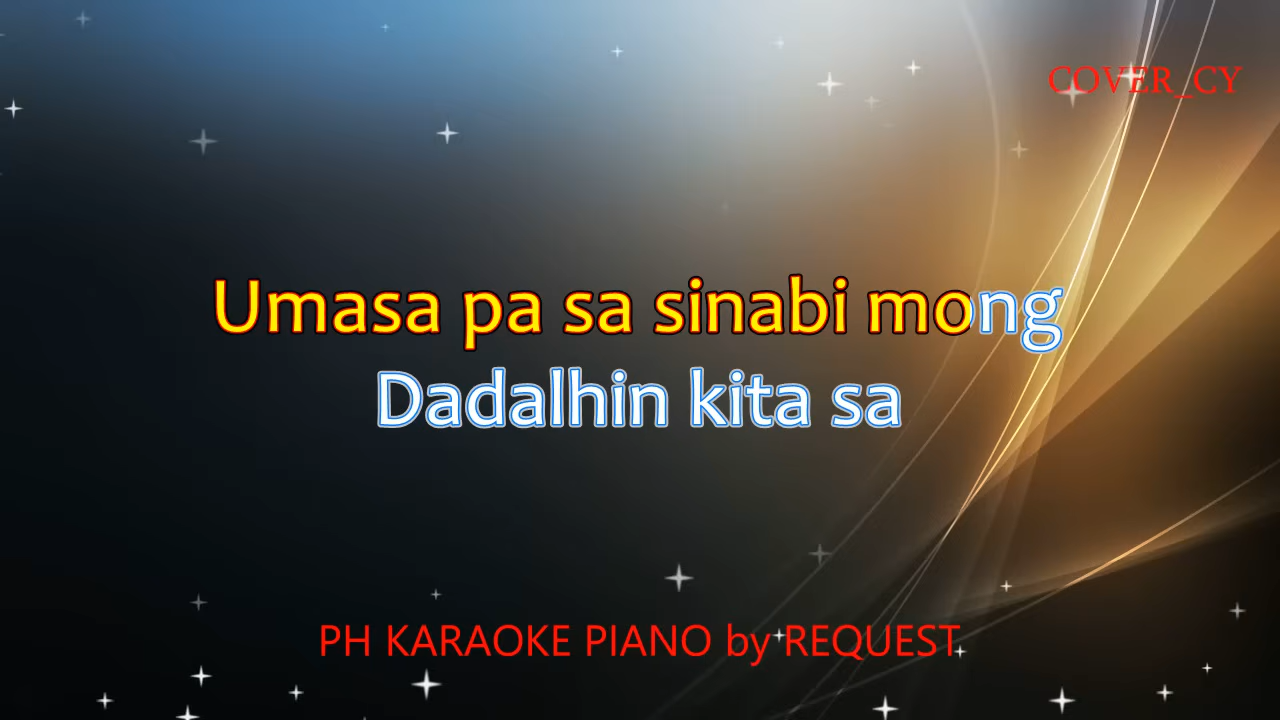 COVER_CY
Umasa pa sa sinabi mong
Dadalhin kita sa
PH KARAOKE PIANO by REQUEST